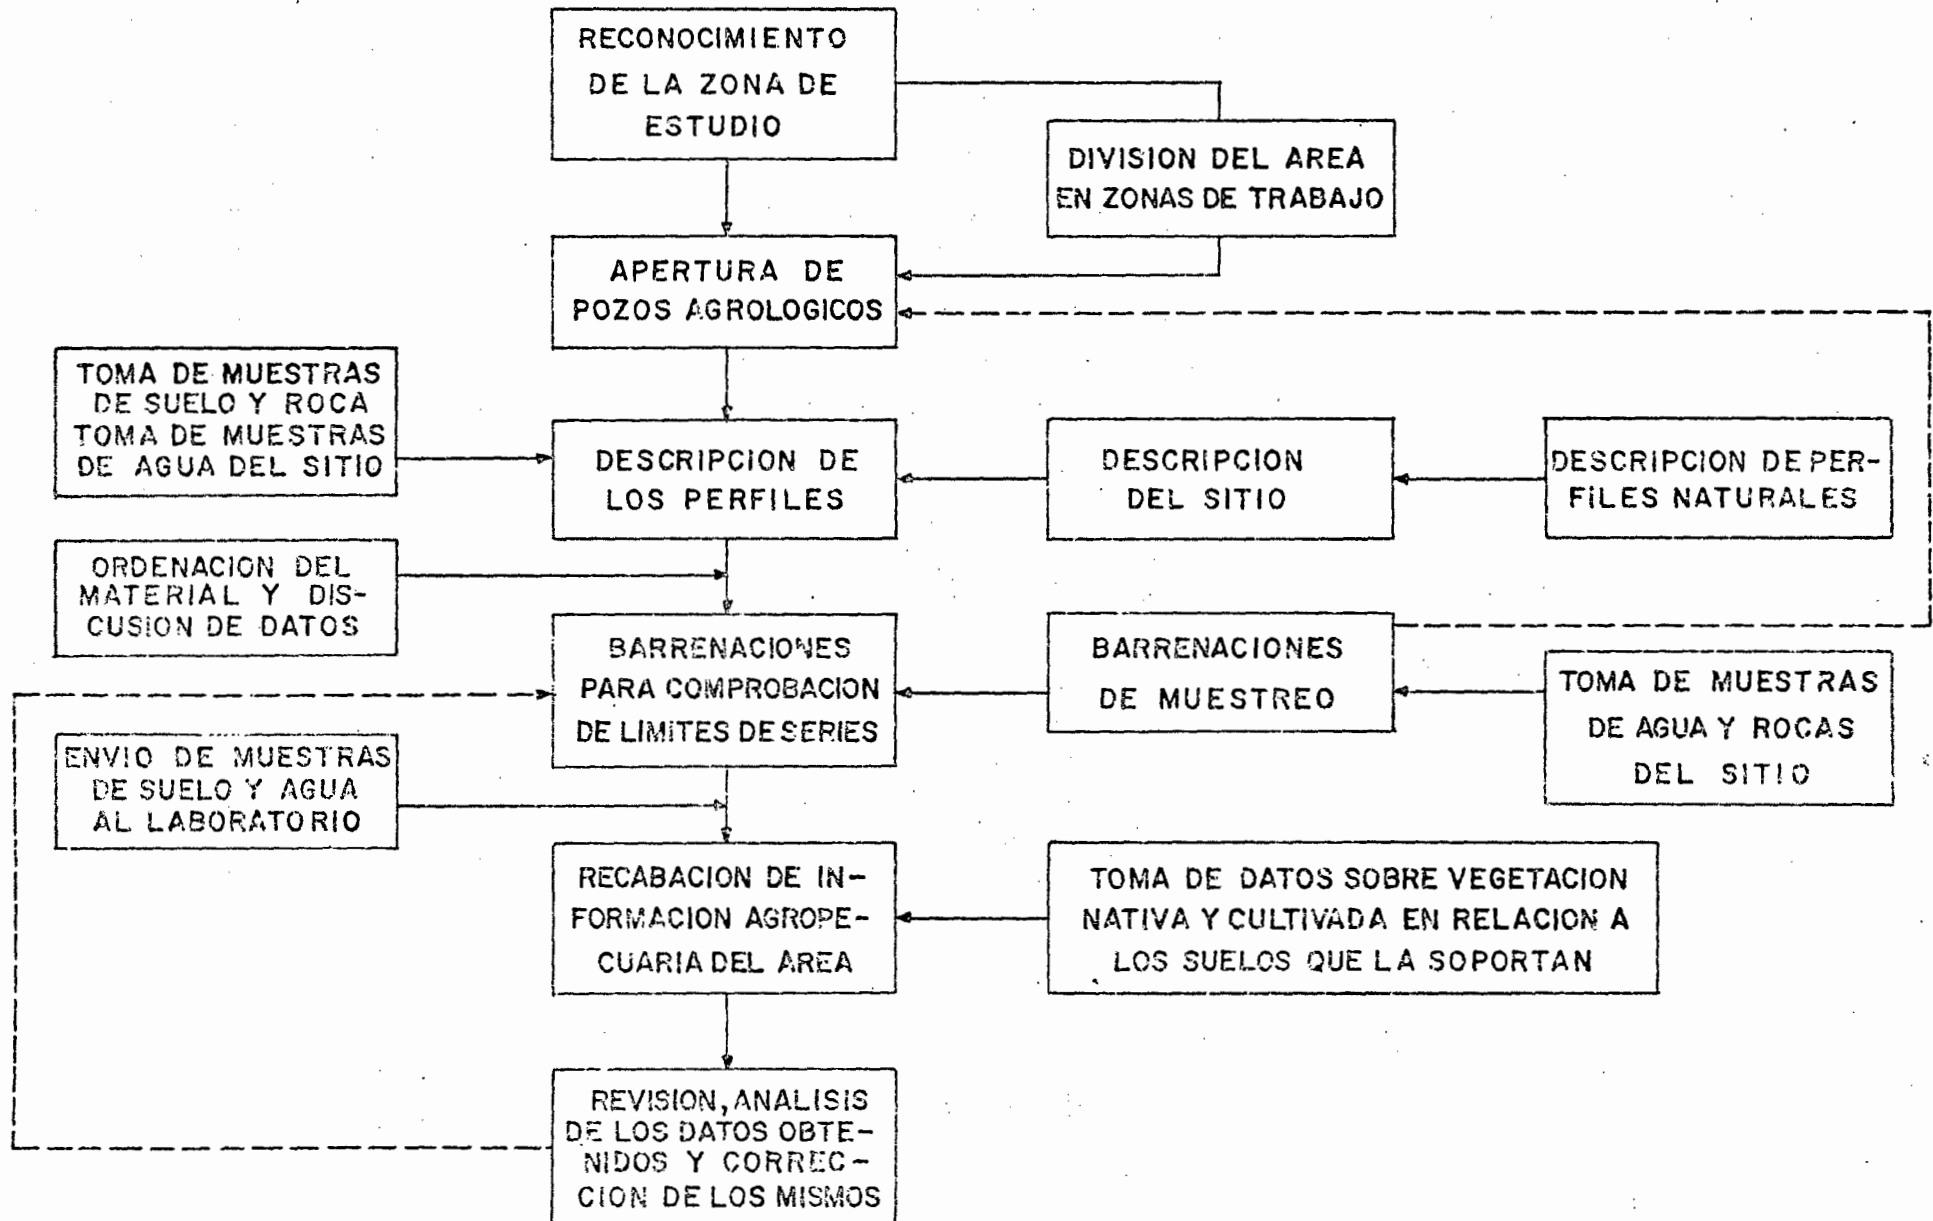 RECONOCIMIENTO
DE LA ZONA DE
ESTUDIO
DIVISION DEL AREA
EN ZONAS DE TRABAJO
APERTURA DE
POZOS AGROLOGICOS
TOMA DE MUESTRAS
DE SUELO Y ROCA
TOMA DE MUESTRAS
DE AGUA DEL SITIO
DESCRIPCION DE
LOS PERFILES
DESCRIPCION
DEL SITIO
DESCRIPCION DE PER-
FILES NATURALES
ORDENACION DEL
MATERIAL Y DIS-
CUSION DE DATOS
BARRENACIONES
PARA COMPROBACION
DE LIMITES DE SERIES
BARRENACIONES
DE MUESTREO
TOMA DE MUESTRAS
DE AGUA Y ROCAS
DEL SITIO
ENVIO DE MUESTRAS
DE SUELO Y AGUA
AL LABORATORIO
RECABACION DE IN-
FORMACION AGROPE-
CUARIA DEL AREA
TOMA DE DATOS SOBRE VEGETACION
NATIVA Y CULTIVADA EN RELACION A
LOS SUELOS QUE LA SOPORTAN
REVISION, ANALISIS
DE LOS DATOS OBTE-
NIDOS Y CORREC-
CION DE LOS MISMOS